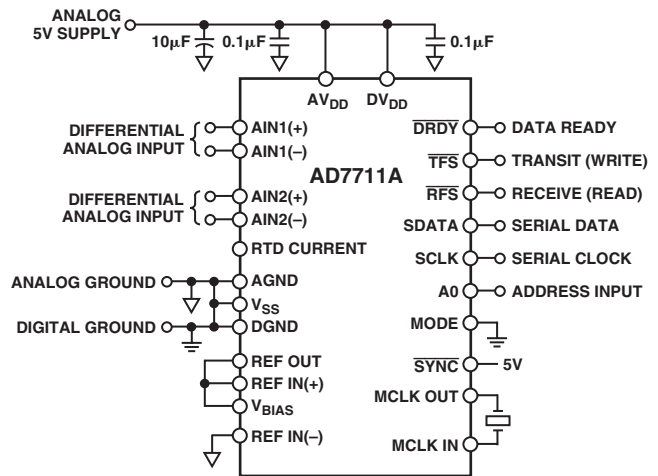 ANALOG
5V SUPPLY
10μF
0.1μF
0.1μF
AVDD
DVDD
DIFFERENTIAL
ANALOG INPUT
AIN1(+)
AIN1(–)
DRDY
DATA READY
AD7711A
TFS
TRANSIT (WRITE)
DIFFERENTIAL
ANALOG INPUT
AIN2(+)
AIN2(–)
RFS
RECEIVE (READ)
SDATA
SERIAL DATA
RTD CURRENT
SCLK
SERIAL CLOCK
ANALOG GROUND
AGND
A0
ADDRESS INPUT
VSS
DIGITAL GROUND
DGND
MODE
REF OUT
SYNC
5V
REF IN(+)
MCLK OUT
VBIAS
REF IN(–)
MCLK IN